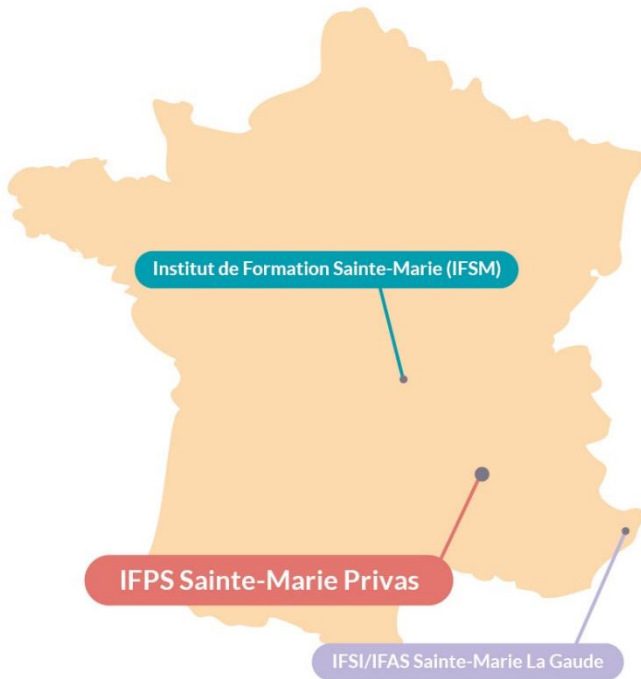 Institut de Formation Sainte-Marie (IFSM)
IFPS Sainte-Marie Privas
IFSI/IFAS Sainte-Marie La Gaude